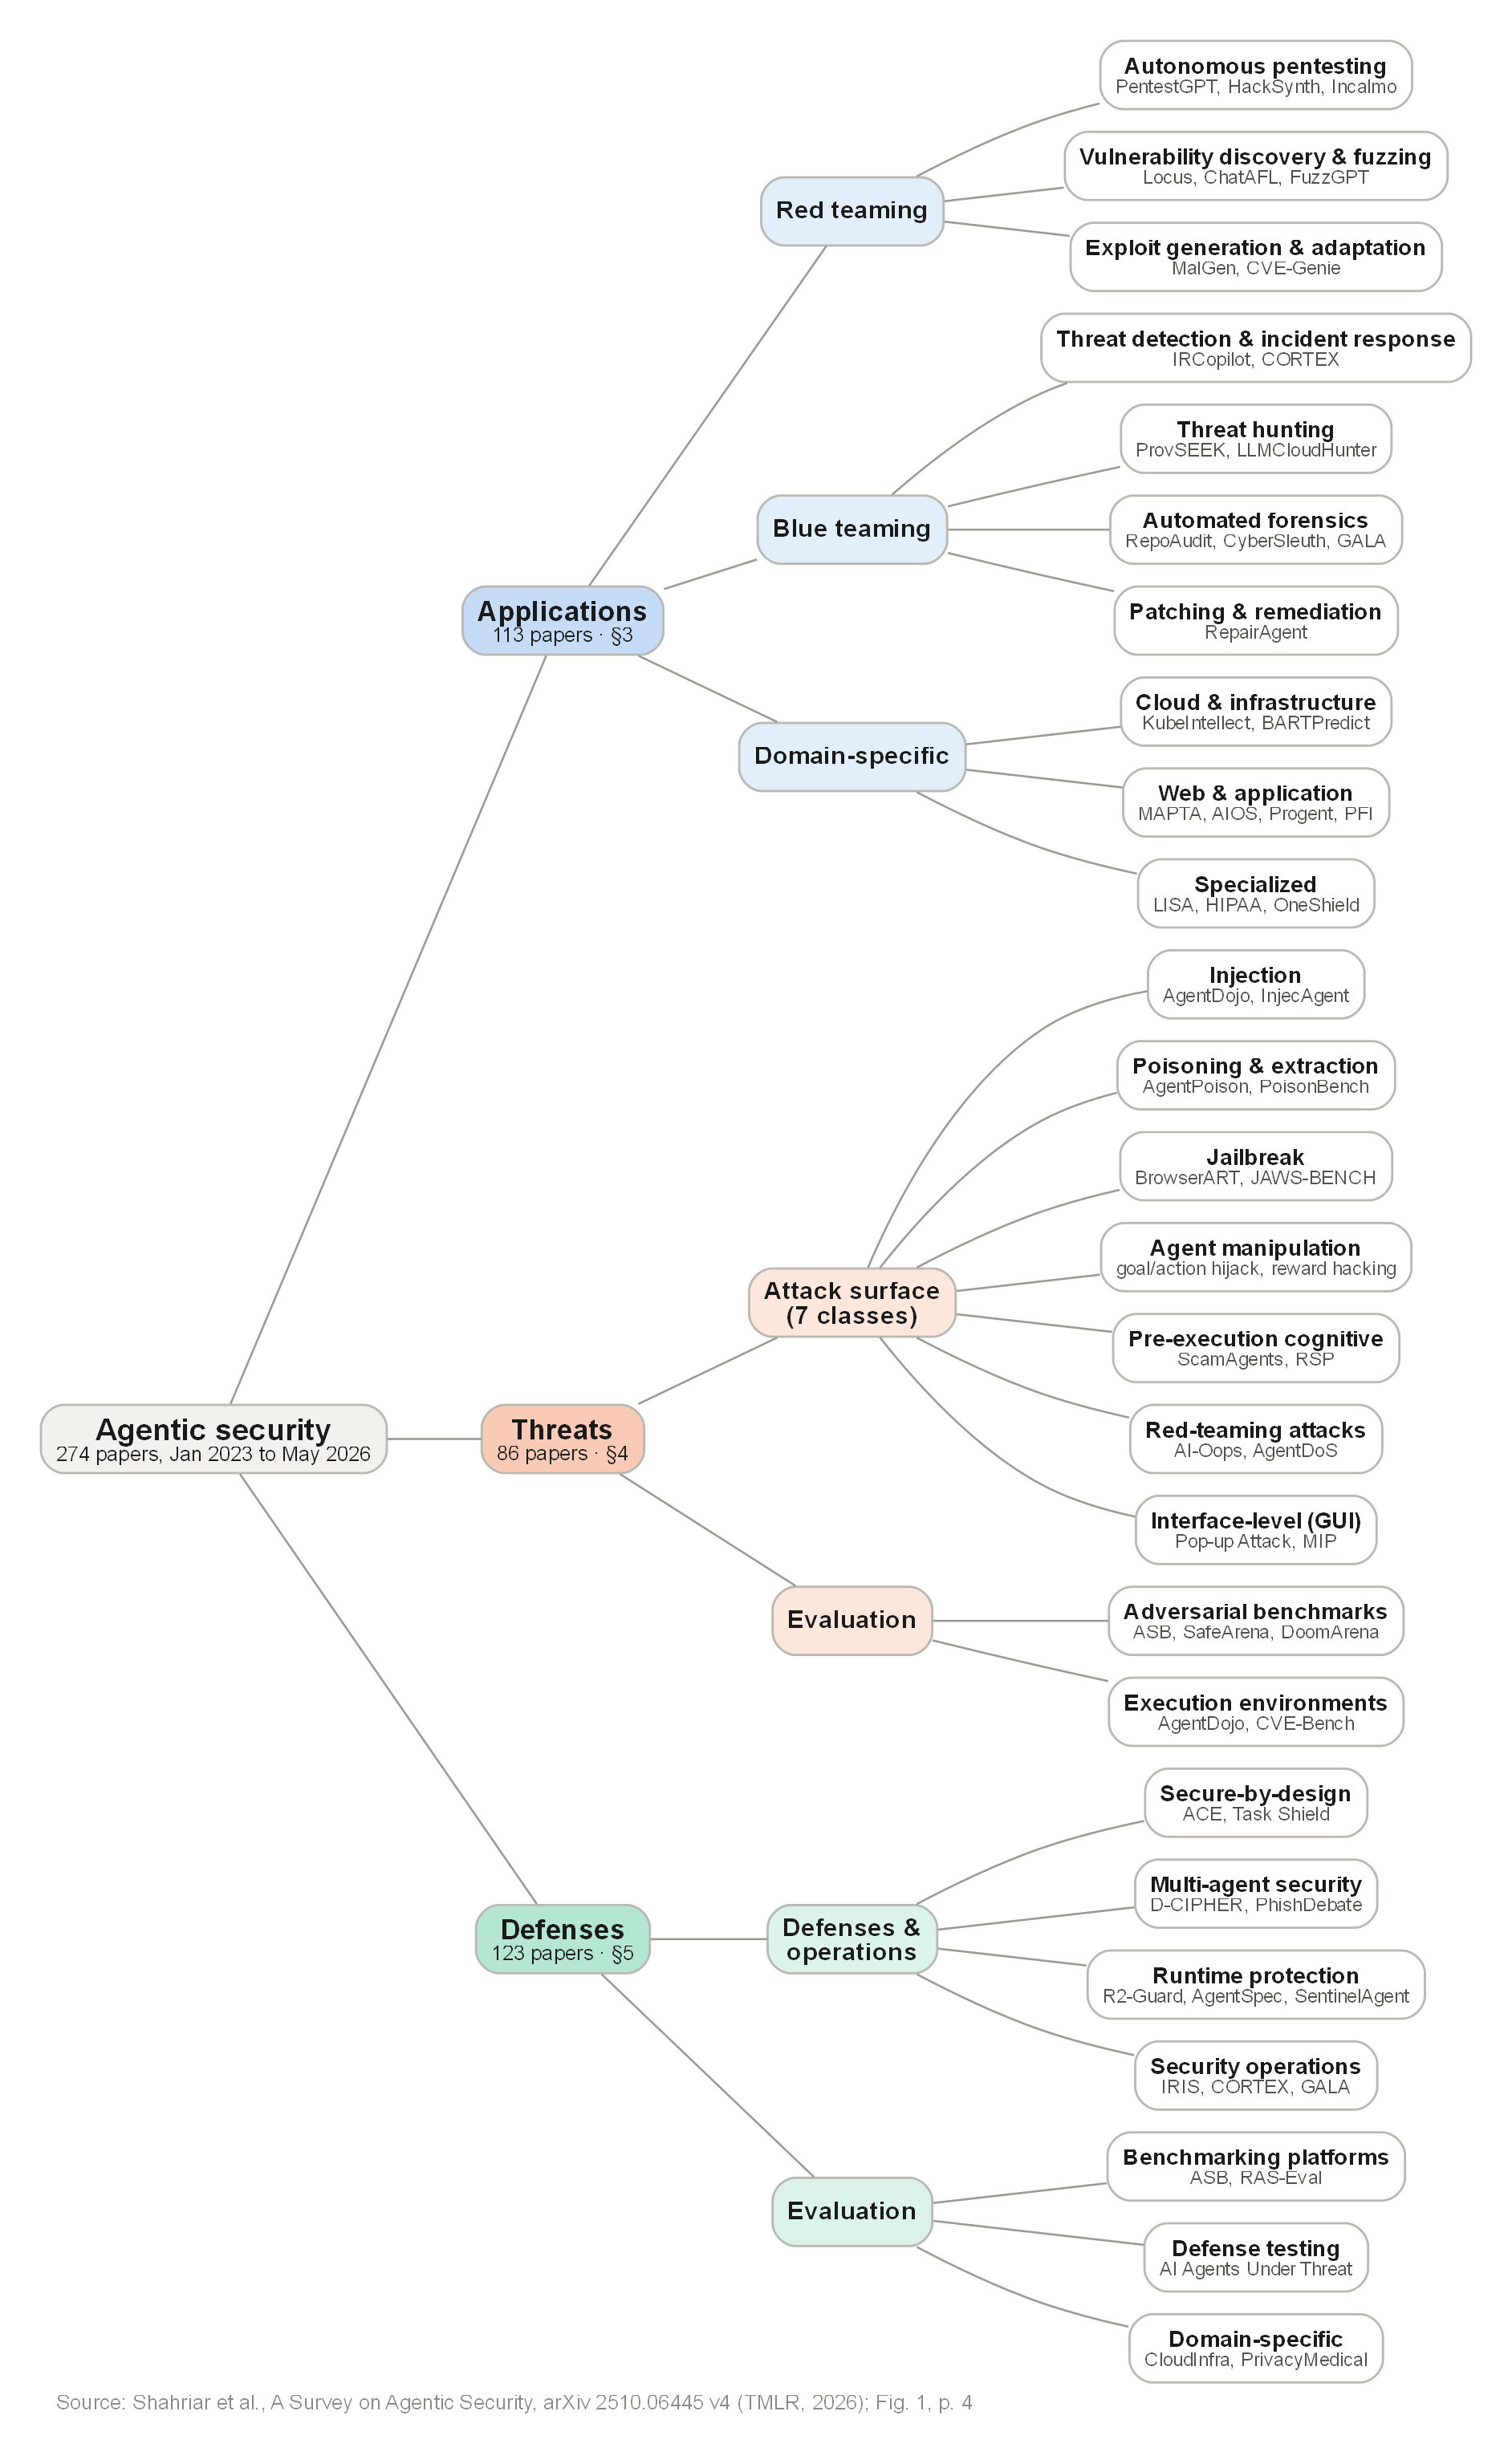 Autonomous pentesting
PentestGPT, HackSynth, Incalmo
Vulnerability discovery & fuzzing
Locus, ChatAFL, FuzzGPT
Red teaming
Exploit generation & adaptation
MalGen, CVE-Genie
Threat detection & incident response
IRCopilot, CORTEX
Threat hunting
ProvSEEK, LLMCloudHunter
Blue teaming
Automated forensics
RepoAudit, CyberSleuth, GALA
Applications
113 papers · §3
Patching & remediation
RepairAgent
Cloud & infrastructure
KubeIntellect, BARTPredict
Domain-specific
Web & application
MAPTA, AIOS, Progent, PFI
Specialized
LISA, HIPAA, OneShield
Injection
AgentDojo, InjecAgent
Poisoning & extraction
AgentPoison, PoisonBench
Jailbreak
BrowserART, JAWS-BENCH
Agent manipulation
goal/action hijack, reward hacking
Attack surface
(7 classes)
Pre-execution cognitive
ScamAgents, RSP
Agentic security
274 papers, Jan 2023 to May 2026
Threats
86 papers · §4
Red-teaming attacks
AI-Oops, AgentDoS
Interface-level (GUI)
Pop-up Attack, MIP
Evaluation
Adversarial benchmarks
ASB, SafeArena, DoomArena
Execution environments
AgentDojo, CVE-Bench
Secure-by-design
ACE, Task Shield
Multi-agent security
D-CIPHER, PhishDebate
Defenses
123 papers · §5
Defenses &
operations
Runtime protection
R2-Guard, AgentSpec, SentinelAgent
Security operations
IRIS, CORTEX, GALA
Benchmarking platforms
ASB, RAS-Eval
Evaluation
Defense testing
AI Agents Under Threat
Domain-specific
CloudInfra, PrivacyMedical
Source: Shahriar et al., A Survey on Agentic Security, arXiv 2510.06445 v4 (TMLR, 2026); Fig. 1, p. 4